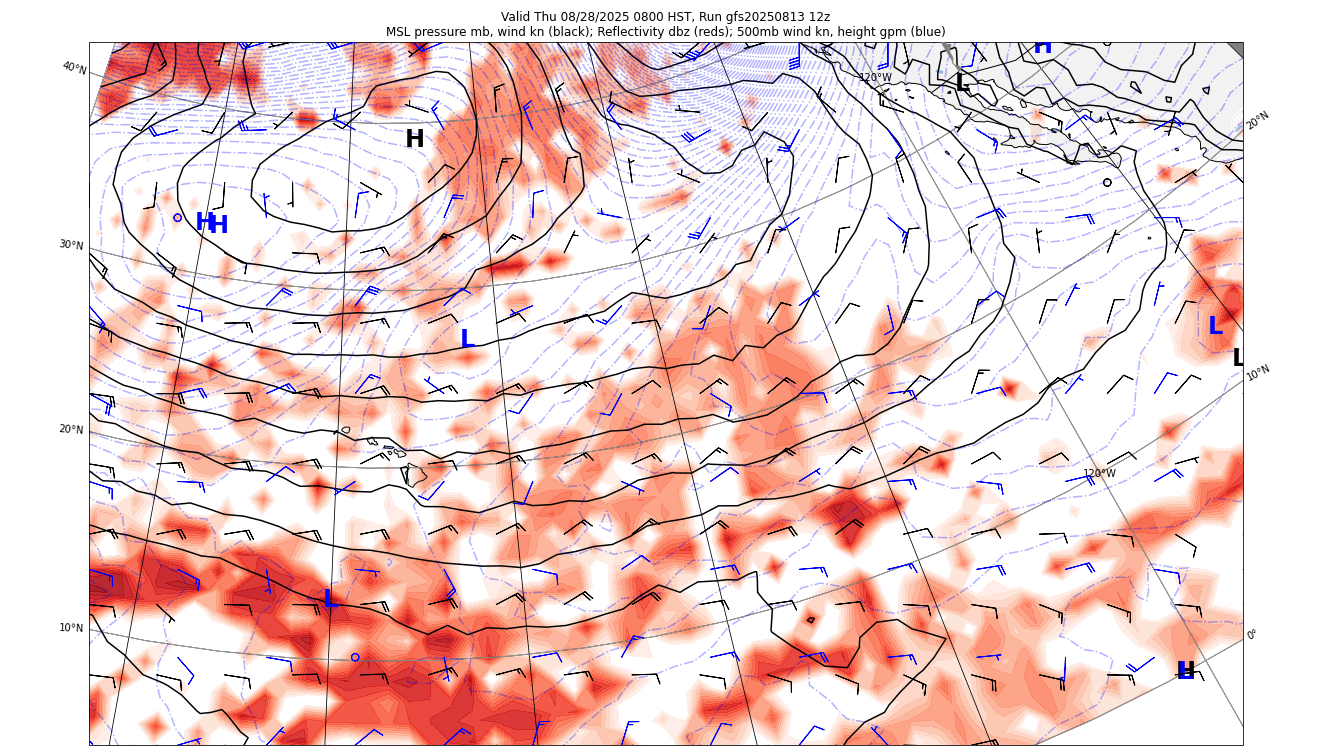 Valid Thu 08/28/2025 0800 HST, Run gfs20250813 12z
MSL pressure mb, wind kn (black); Reflectivity dbz (reds); 500mb wind kn, height gpm (blue)
H
40°N
120°W
L
20°N
H
H
H
30°N
L
L
L
10°N
20°N
120°W
L
10°N
0°
H